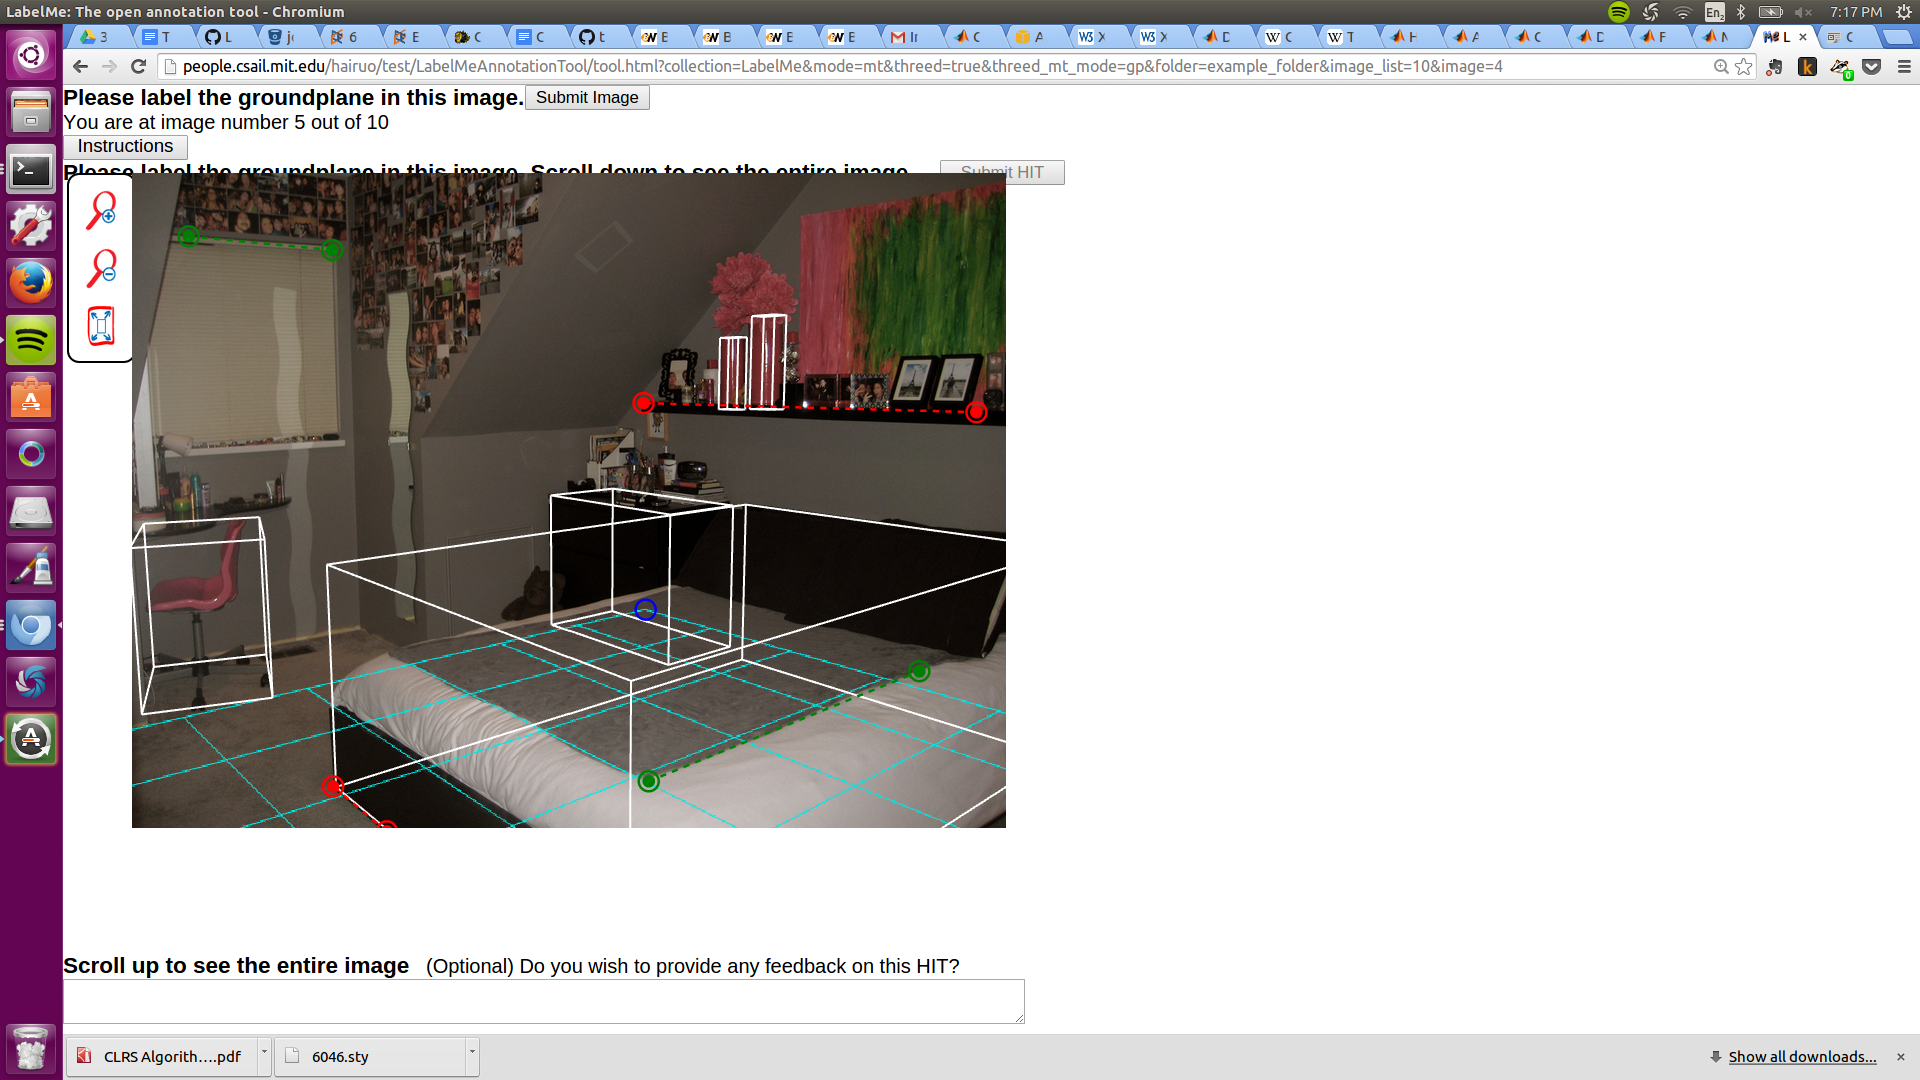 LabelMe: The open annotation tool - Chromium
En2 7:17 PM
3 T L j 6 E C C t E B E E C A X X D C T H A C D F L × C
people.csail.mit.edu/hairuo/test/LabelMeAnnotationTool/tool.html?collection=LabelMe&mode=mt&threed=true&threed_mt_mode=gp&folder=example_folder&image_list=10&image=4
Please label the groundplane in this image. Submit Image
You are at image number 5 out of 10
Instructions
Please label the groundplane in this image. Scroll down to see the entire image Submit HIT
Scroll up to see the entire image (Optional) Do you wish to provide any feedback on this HIT?
CLRS Algorith....pdf 6046.sty Show all downloads... ×